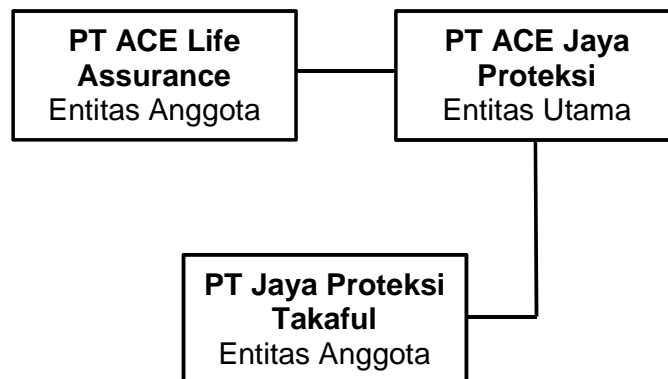 PT ACE Life
Assurance
Entitas Anggota
PT ACE Jaya
Proteksi
Entitas Utama
PT Jaya Proteksi
Takaful
Entitas Anggota